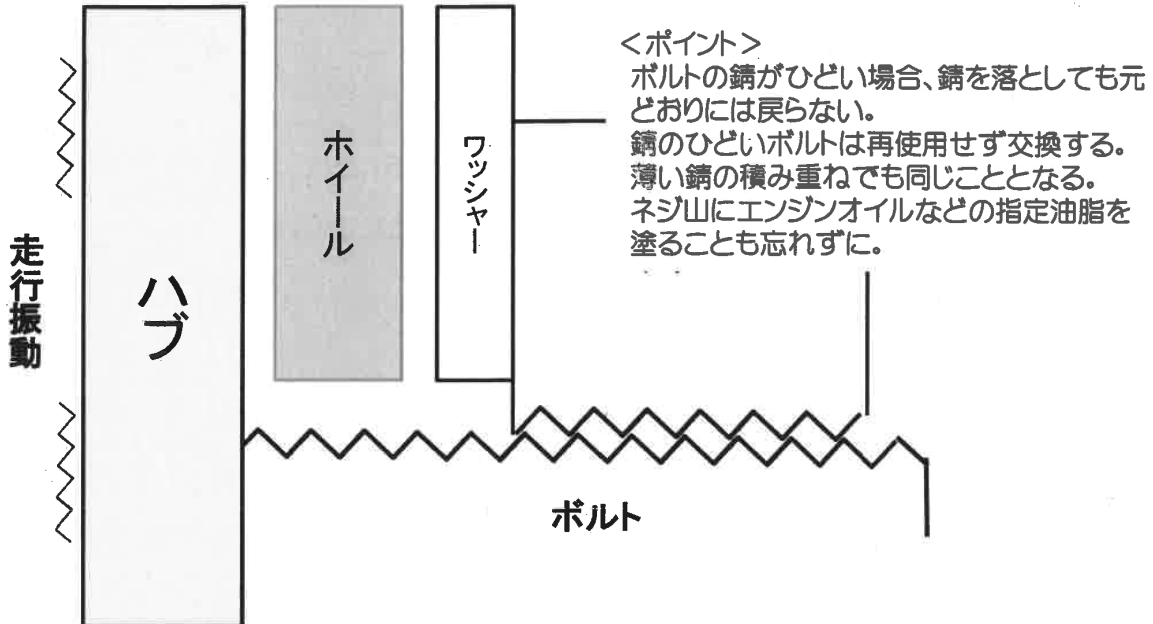 ＜ポイント＞
ボルトの錆がひどい場合、錆を落としても元
どおりには戻らない。
錆のひどいボルトは再使用せず交換する。
薄い錆の積み重ねでも同じこととなる。
ネジ山にエンジンオイルなどの指定油脂を
塗ることも忘れずに。
走行振動
ハブ
ホイール
ワッシャー
ボルト